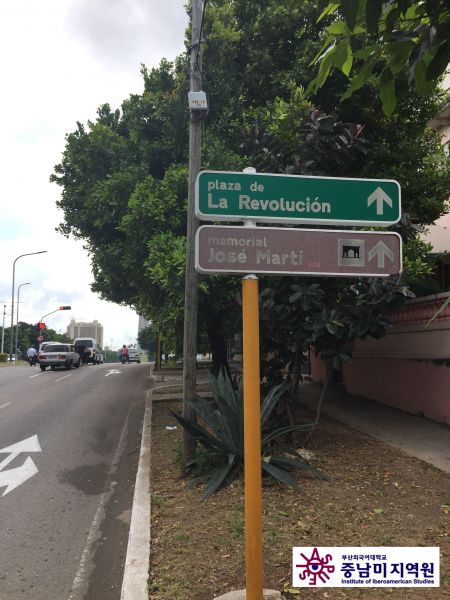 plaza de
La Revolución
memorial
José Martí
부산외국어대학교
중남미지역원
Institute of Iberoamerican Studies